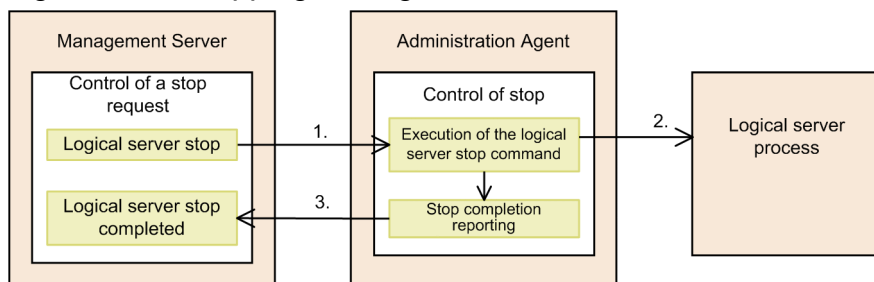 Management Server
Control of a stop
request
Logical server stop
Logical server stop
completed
1.
3.
Administration Agent
Control of stop
Execution of the logical
server stop command
Stop completion
reporting
2.
Logical server
process